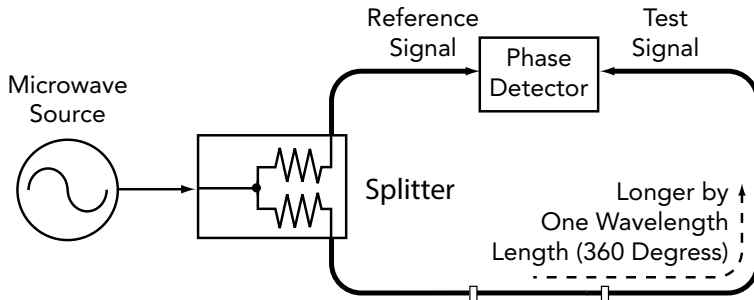 Reference
Signal
Test
Signal
Phase
Detector
Microwave
Source
Splitter
Longer by
One Wavelength
Length (360 Degress)